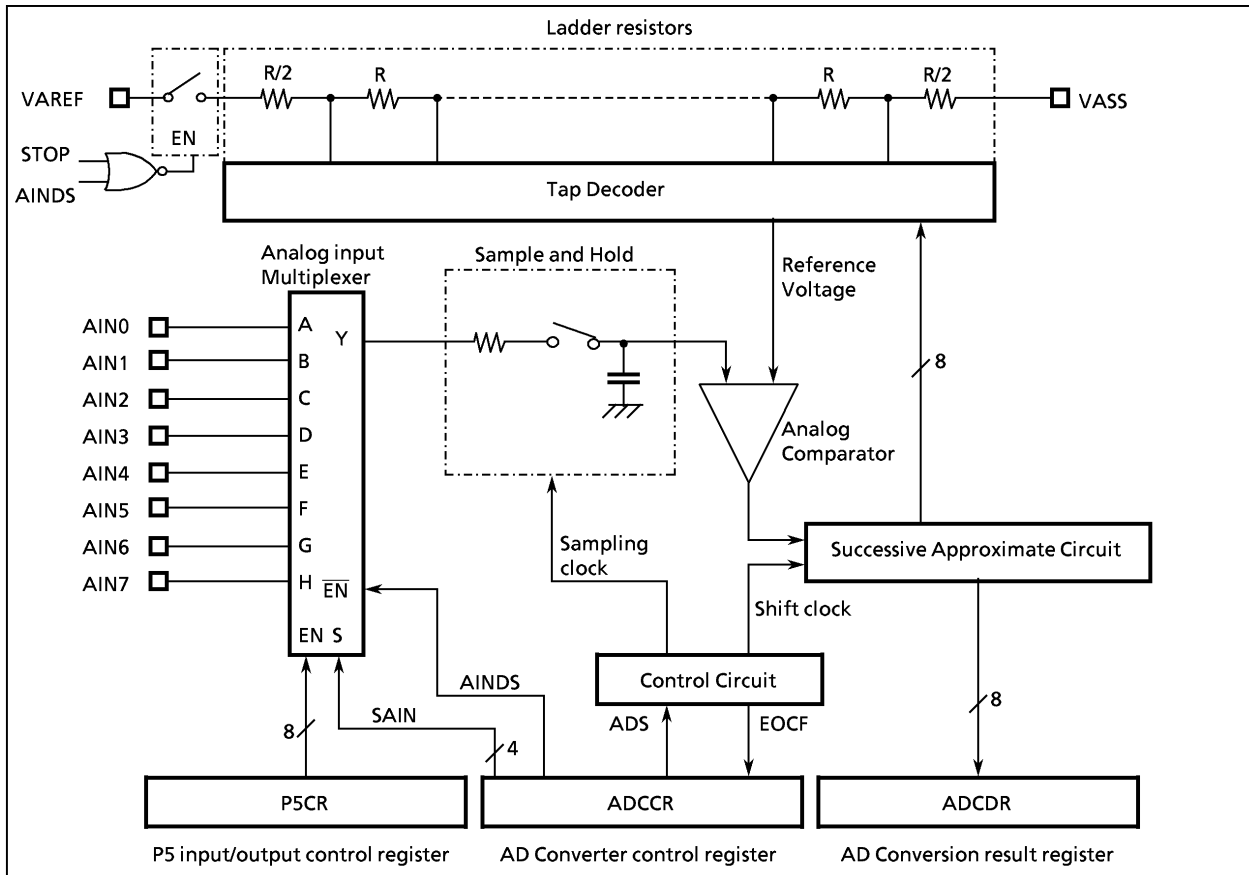 Ladder resistors
R/2
R
R
R/2
VAREF
VASS
EN
STOP
AINDS
Tap Decoder
Analog input
Multiplexer
Sample and Hold
Reference
Voltage
AIN0
A
Y
AIN1
B
AIN2
C
AIN3
D
AIN4
E
AIN5
F
AIN6
G
AIN7
H
EN
EN S
8
Analog
Comparator
Sampling
clock
Successive Approximate Circuit
Shift clock
Control Circuit
AINDS
SAIN
8
4
ADS
EOCF
8
P5CR
ADCCR
ADCDR
P5 input/output control register
AD Converter control register
AD Conversion result register